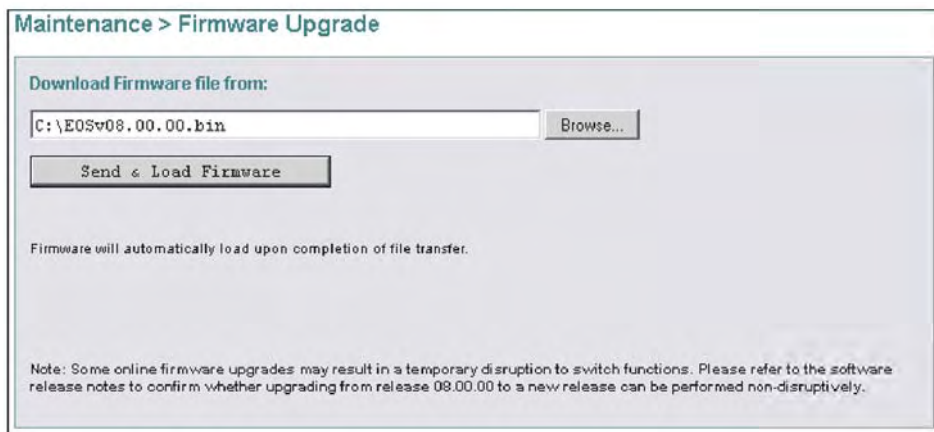 Maintenance > Firmware Upgrade
Download Firmware file from:
C:\EOSv08.00.00.bin
Browse...
Send & Load Firmware
Firmware will automatically load upon completion of file transfer.
Note: Some online firmware upgrades may result in a temporary disruption to switch functions. Please refer to the software
release notes to confirm whether upgrading from release 08.00.00 to a new release can be performed non-disruptively.